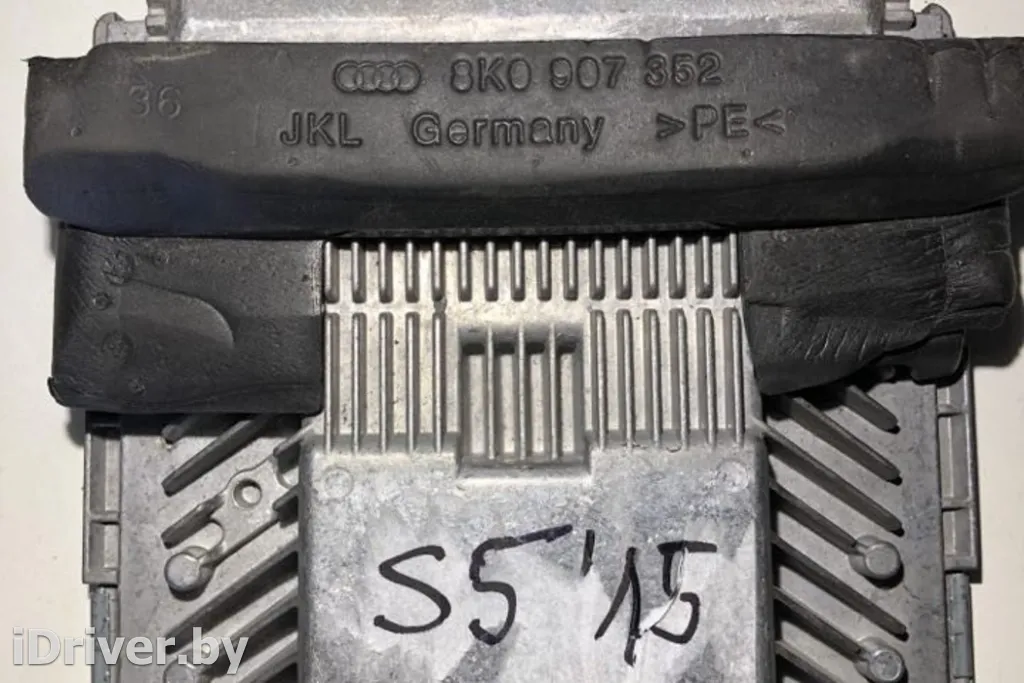 8K0 907 352
36
JKL Germany >PE<
S5 '15
iDriver.by